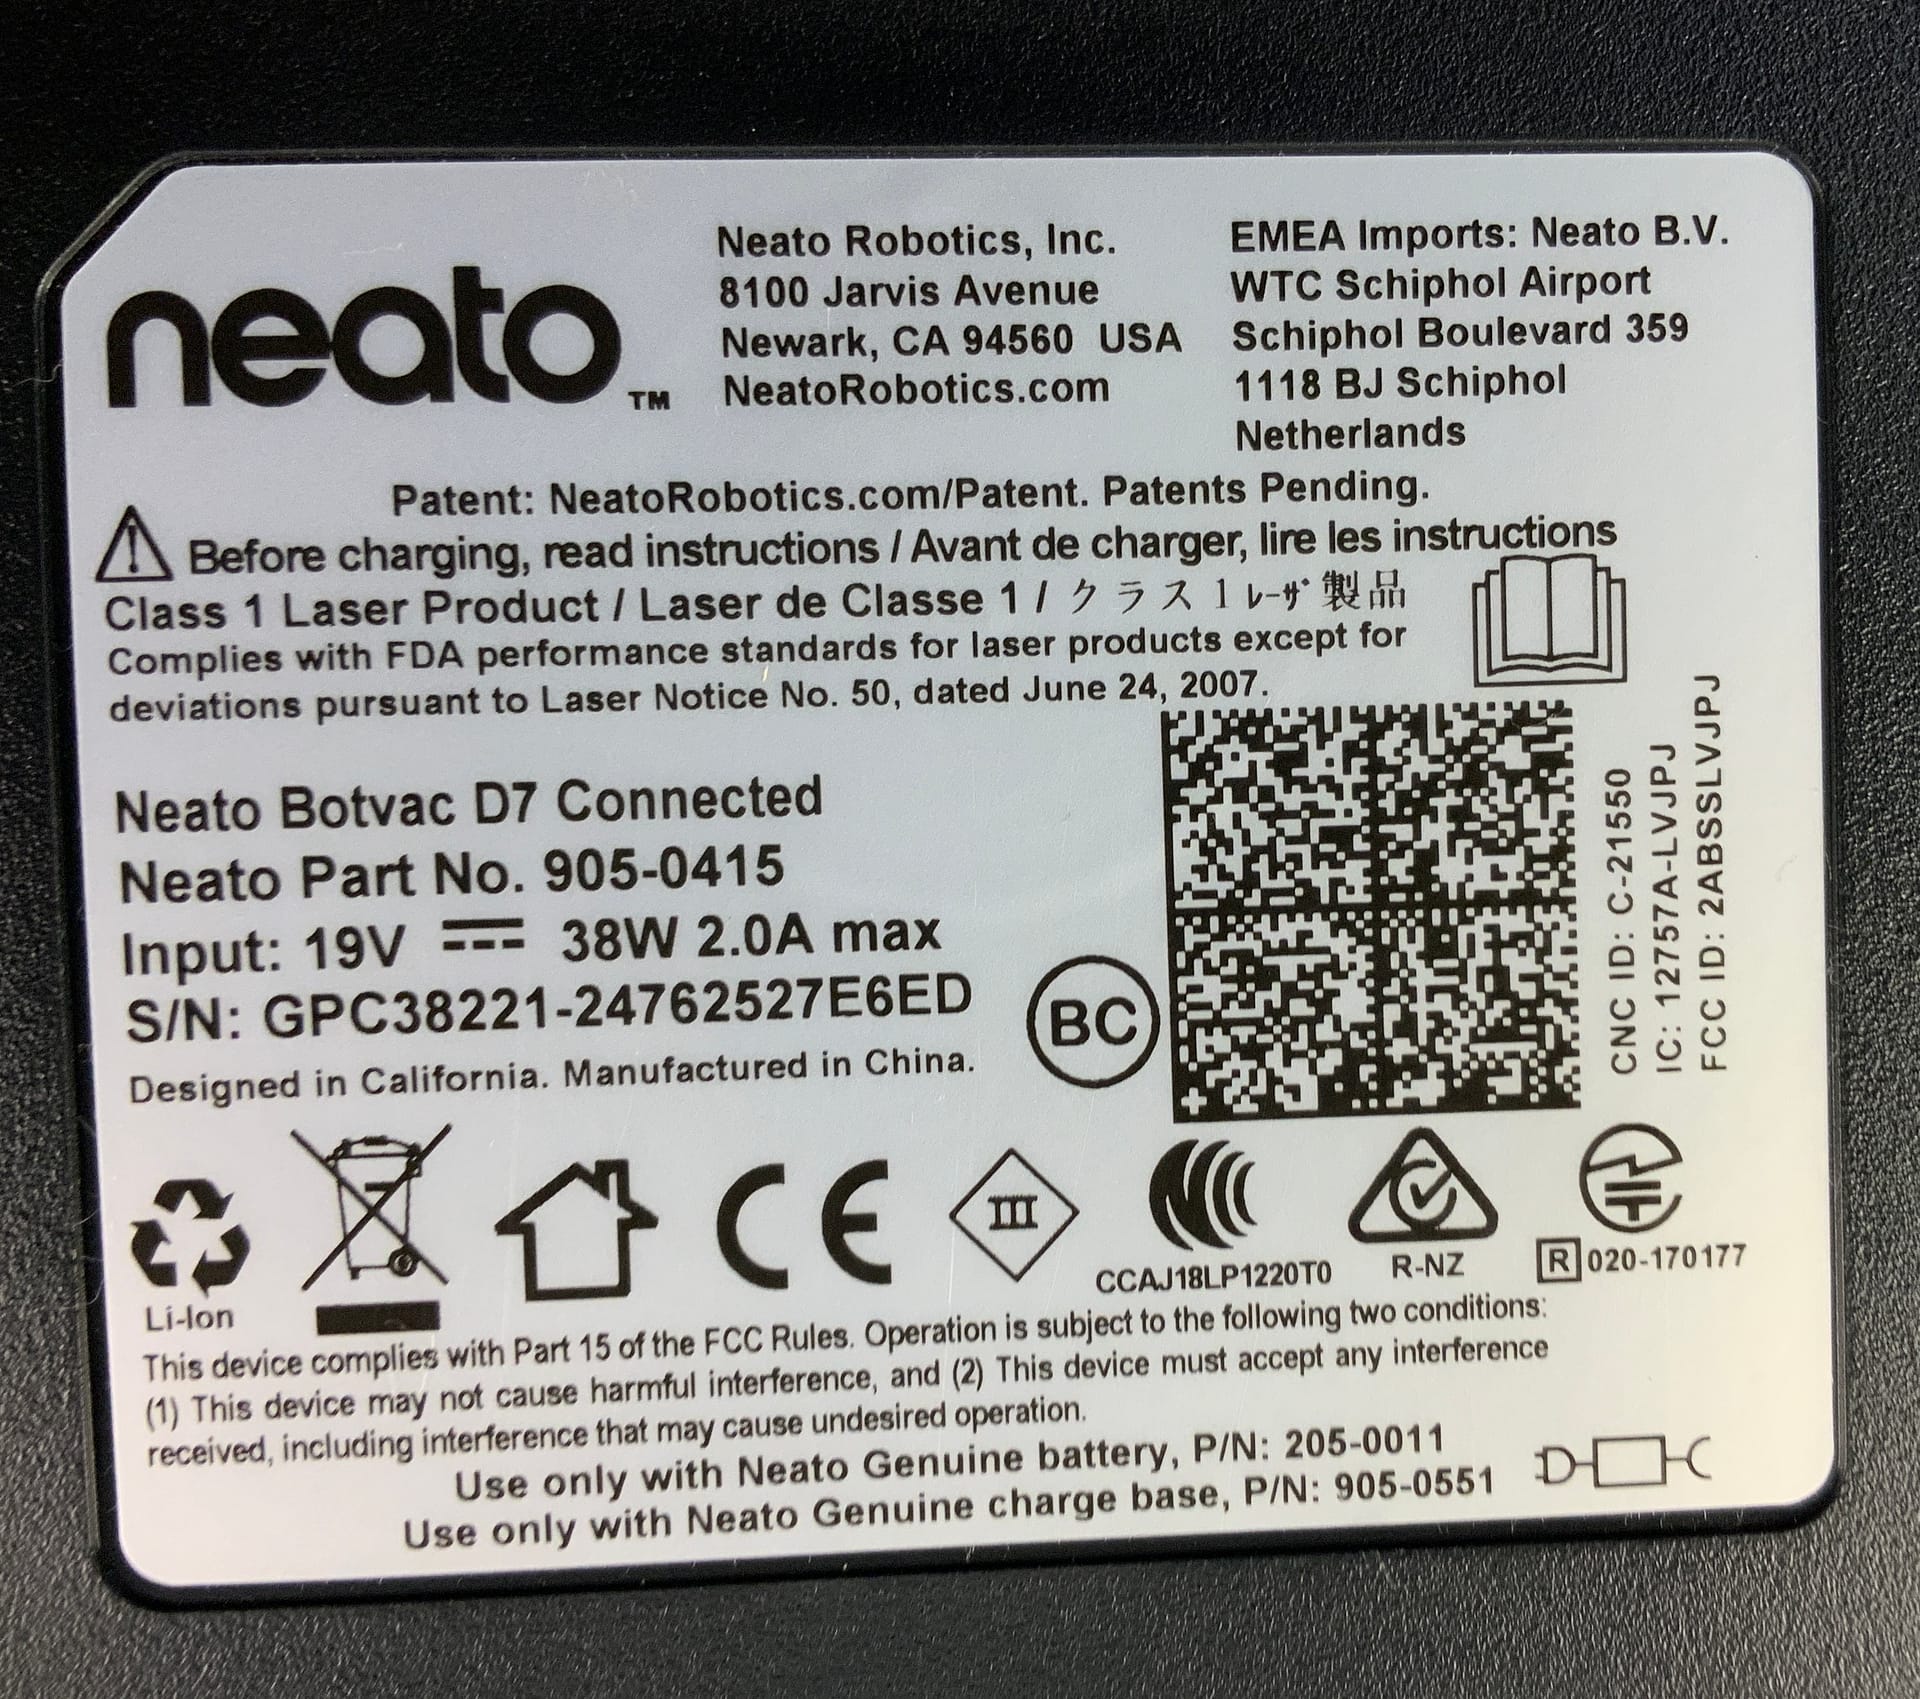 neato™
Neato Robotics, Inc.
8100 Jarvis Avenue
Newark, CA 94560 USA
NeatoRobotics.com
EMEA Imports: Neato B.V.
WTC Schiphol Airport
Schiphol Boulevard 359
1118 BJ Schiphol
Netherlands
Patent: NeatoRobotics.com/Patent. Patents Pending.
Before charging, read instructions / Avant de charger, lire les instructions
Class 1 Laser Product / Laser de Classe 1 / クラス1ﾚｰｻﾞ製品
Complies with FDA performance standards for laser products except for
deviations pursuant to Laser Notice No. 50, dated June 24, 2007.
Neato Botvac D7 Connected
Neato Part No. 905-0415
Input: 19V ⎓ 38W 2.0A max
S/N: GPC38221-24762527E6ED
Designed in California. Manufactured in China.
BC
CNC ID: C-21550
IC: 12757A-LVJPJ
FCC ID: 2ABSSLVJPJ
Li-Ion
CE
III
CCAJ18LP1220T0
R-NZ
R 020-170177
This device complies with Part 15 of the FCC Rules. Operation is subject to the following two conditions:
(1) This device may not cause harmful interference, and (2) This device must accept any interference
received, including interference that may cause undesired operation.
Use only with Neato Genuine battery, P/N: 205-0011
Use only with Neato Genuine charge base, P/N: 905-0551